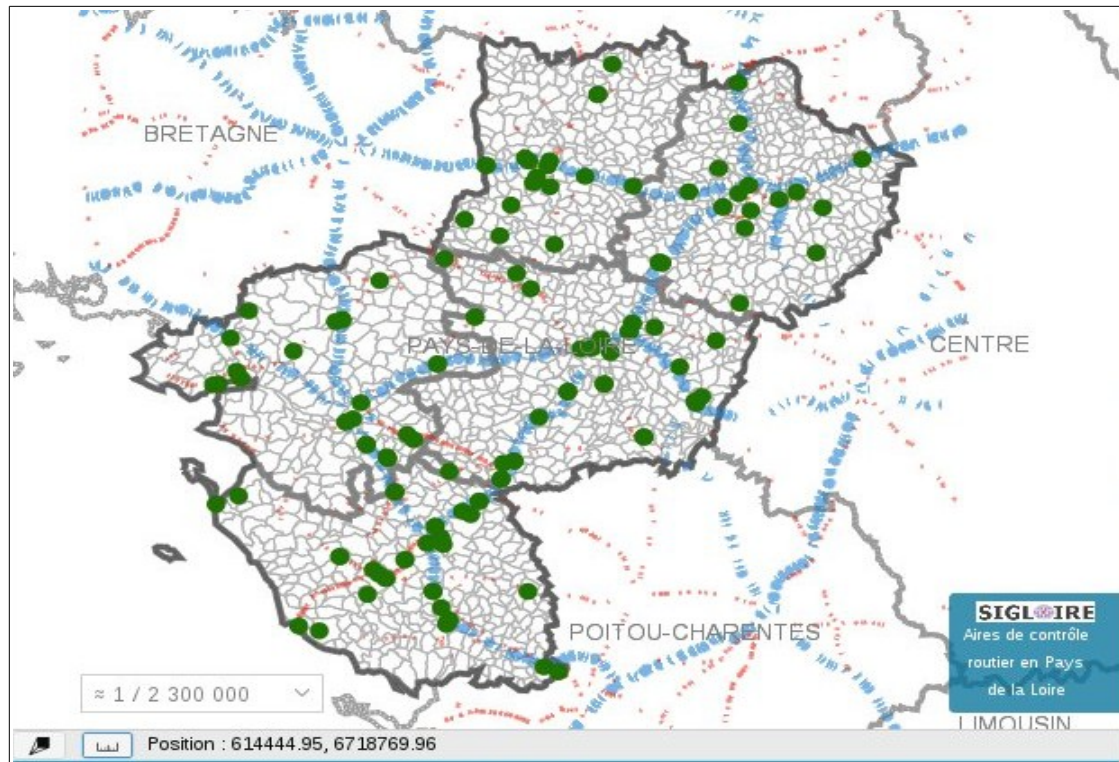 BRETAGNE
PAYS-DE-LA-LOIRE
CENTRE
POITOU-CHARENTES
SIGLOIRE
Aires de contrôle
routier en Pays
de la Loire
≈ 1 / 2 300 000
LIMOUSIN
Position : 614444.95, 6718769.96